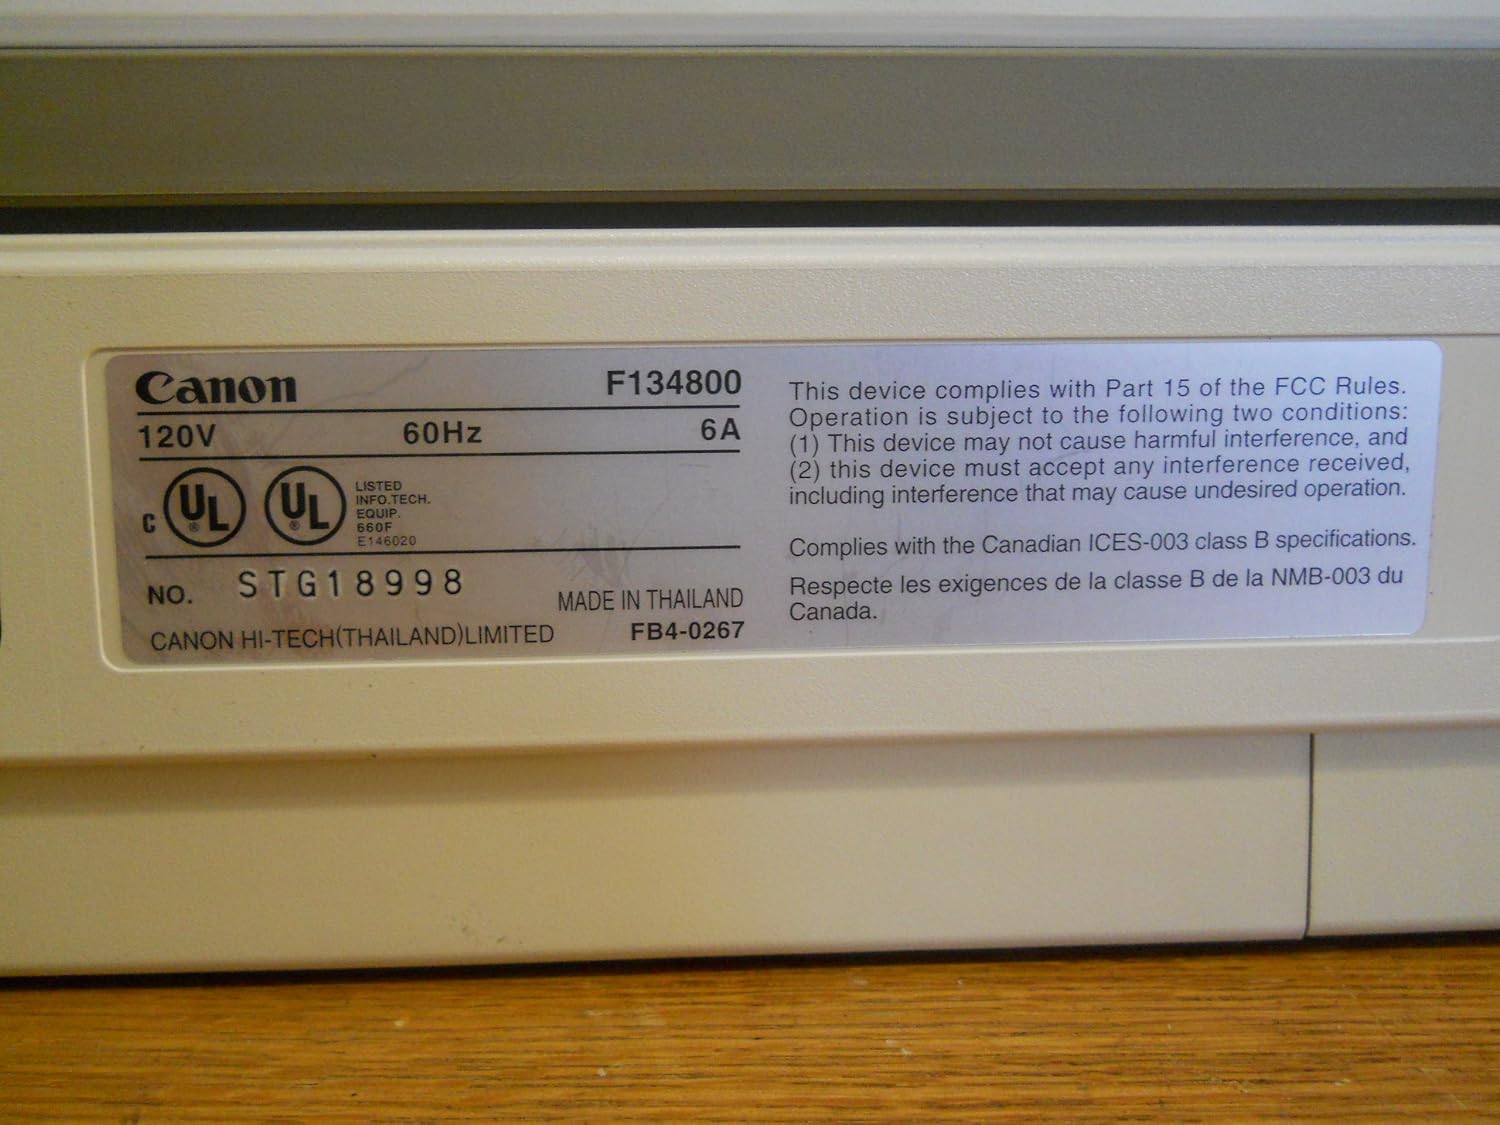 Canon F134800
120V 60Hz 6A
c UL® UL® LISTED
INFO.TECH.
EQUIP.
660F
E146020
NO. STG18998
MADE IN THAILAND
CANON HI-TECH(THAILAND)LIMITED FB4-0267
This device complies with Part 15 of the FCC Rules.
Operation is subject to the following two conditions:
(1) This device may not cause harmful interference, and
(2) this device must accept any interference received,
including interference that may cause undesired operation.
Complies with the Canadian ICES-003 class B specifications.
Respecte les exigences de la classe B de la NMB-003 du
Canada.